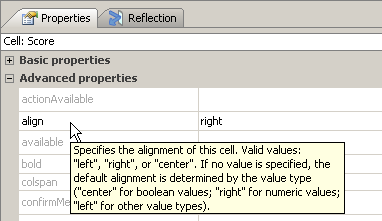 Properties
Reflection
Cell: Score
Basic properties
Advanced properties
actionAvailable
align right
available
bold
colspan
confirmMe
Specifies the alignment of this cell. Valid values:
"left", "right", or "center". If no value is specified, the
default alignment is determined by the value type
("center" for boolean values; "right" for numeric values;
"left" for other value types).